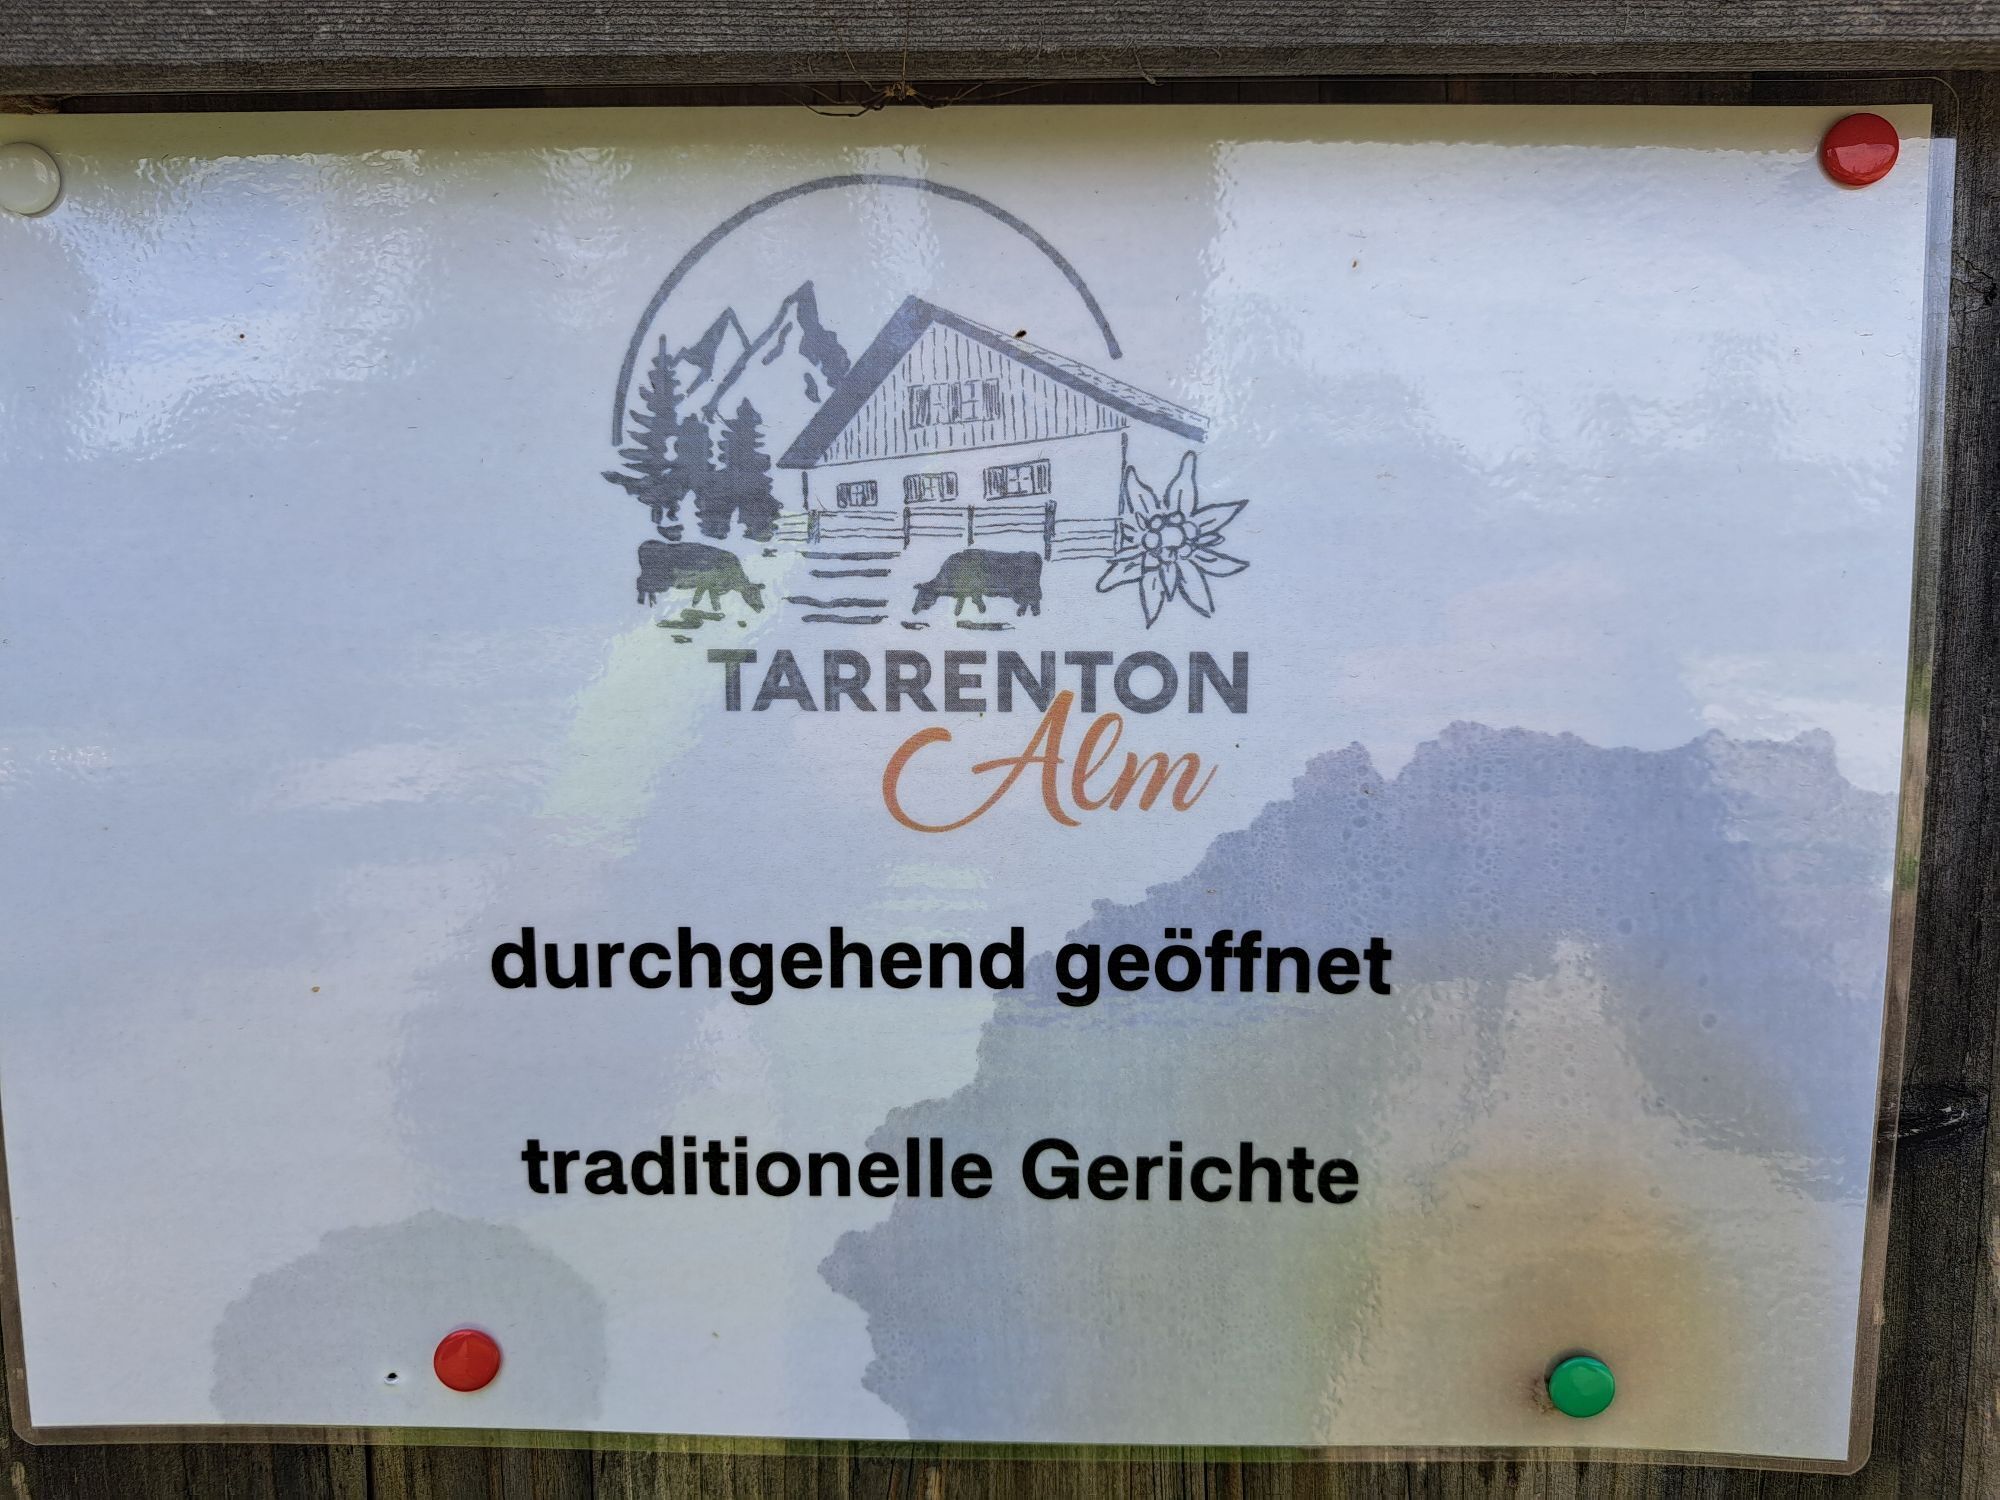 TARRENTON
Alm
durchgehend geöffnet
traditionelle Gerichte